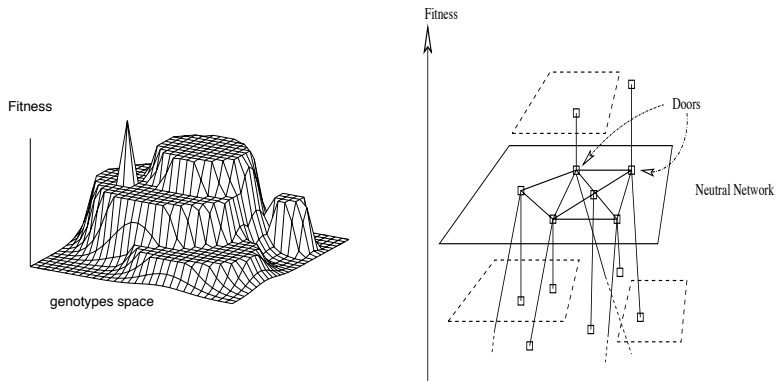 Fitness
genotypes space
Fitness
Doors
Neutral Network